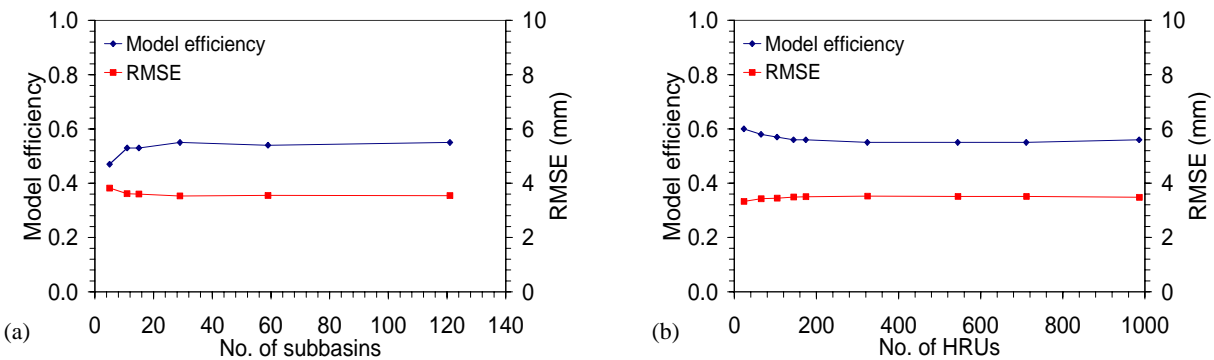 1.0
0.8
0.6
0.4
0.2
0.0
Model efficiency
Model efficiency
RMSE
10
8
6
4
2
0
RMSE (mm)
0 20 40 60 80 100 120 140
No. of subbasins
(a)
1.0
0.8
0.6
0.4
0.2
0.0
Model efficiency
Model efficiency
RMSE
10
8
6
4
2
0
RMSE (mm)
0 200 400 600 800 1000
No. of HRUs
(b)